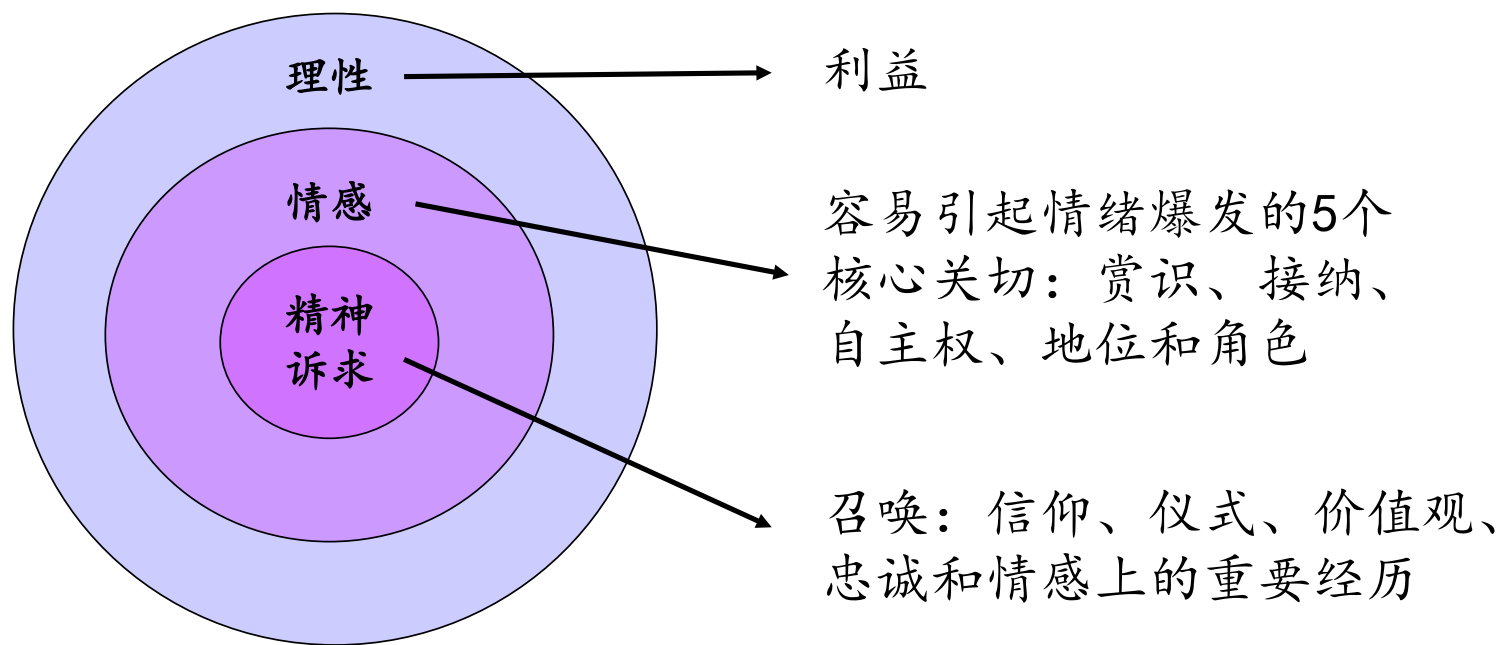 理性
利益
情感
容易引起情绪爆发的5个
核心关切：赏识、接纳、
自主权、地位和角色
精神
诉求
召唤：信仰、仪式、价值观、
忠诚和情感上的重要经历